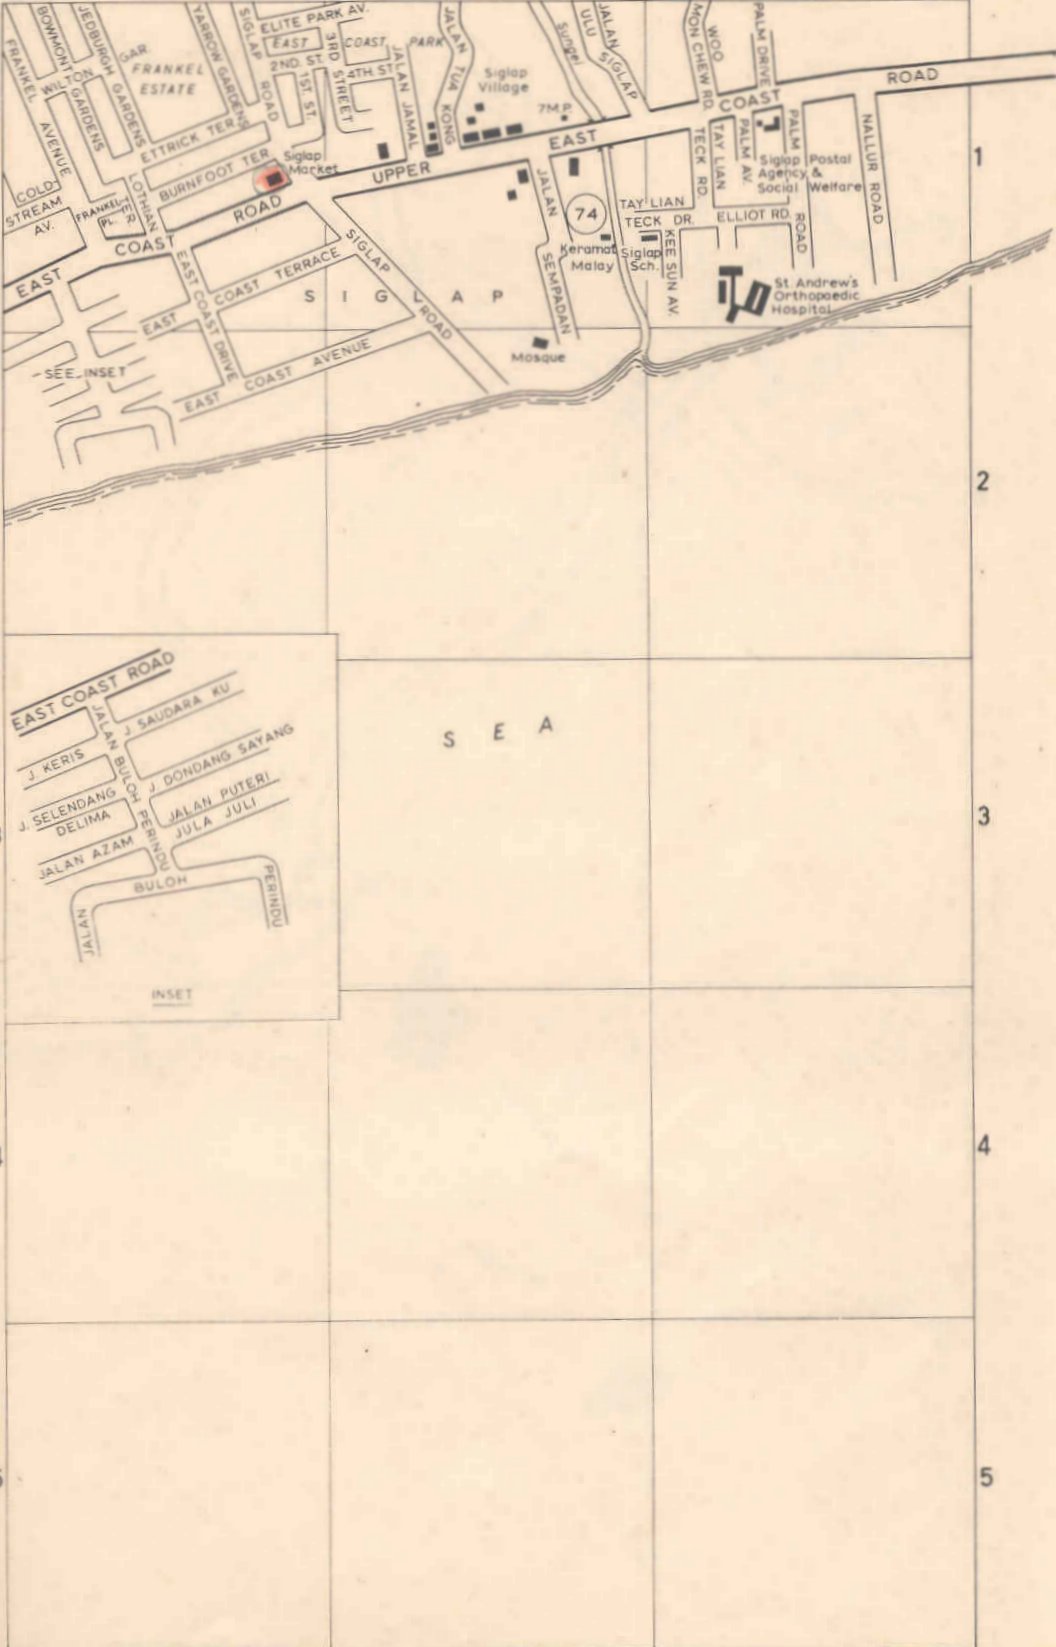 FRANKEL
AVENUE
BOWMONT
GARDENS
JEDBURGH
GARDENS
WILTON
GAR.
FRANKEL
ESTATE
YARROW GARDENS
SIGLAP
ROAD
ELITE PARK AV.
EAST
COAST
PARK
2ND. ST.
1ST ST.
3RD
STREET
4TH. ST.
JALAN JAMAL
JALAN TUA
KONG
Siglap
Village
Sungei
ULU
JALAN
SIGLAP
7M.P.
WOO
MON CHEW RD.
PALM DRIVE
ROAD
COAST
EAST
UPPER
1
ETTRICK TER.
BURNFOOT TER.
Siglap
Market
COLD-
STREAM
AV.
FRANKEL
PL.
TER.
LOTHIAN
ROAD
COAST
EAST
TECK RD.
TAY LIAN
PALM AV.
PALM
ROAD
NALLUR ROAD
Siglap Postal
Agency &
Social Welfare
TAY LIAN
TECK DR.
ELLIOT RD.
KEE SUN AV.
74
Keramat
Malay
Siglap
Sch.
JALAN
SEMPADAN
SIGLAP
ROAD
EAST COAST DRIVE
EAST COAST TERRACE
SIGLAP
EAST COAST AVENUE
St. Andrew's
Orthopaedic
Hospital
Mosque
SEE INSET
2
EAST COAST ROAD
JALAN BULOH PERINDU
J. SAUDARA KU
J. KERIS
J. DONDANG SAYANG
J. SELENDANG
DELIMA
JALAN PUTERI
JULA JULI
JALAN AZAM
JALAN
BULOH
PERINDU
INSET
SEA
3
4
5